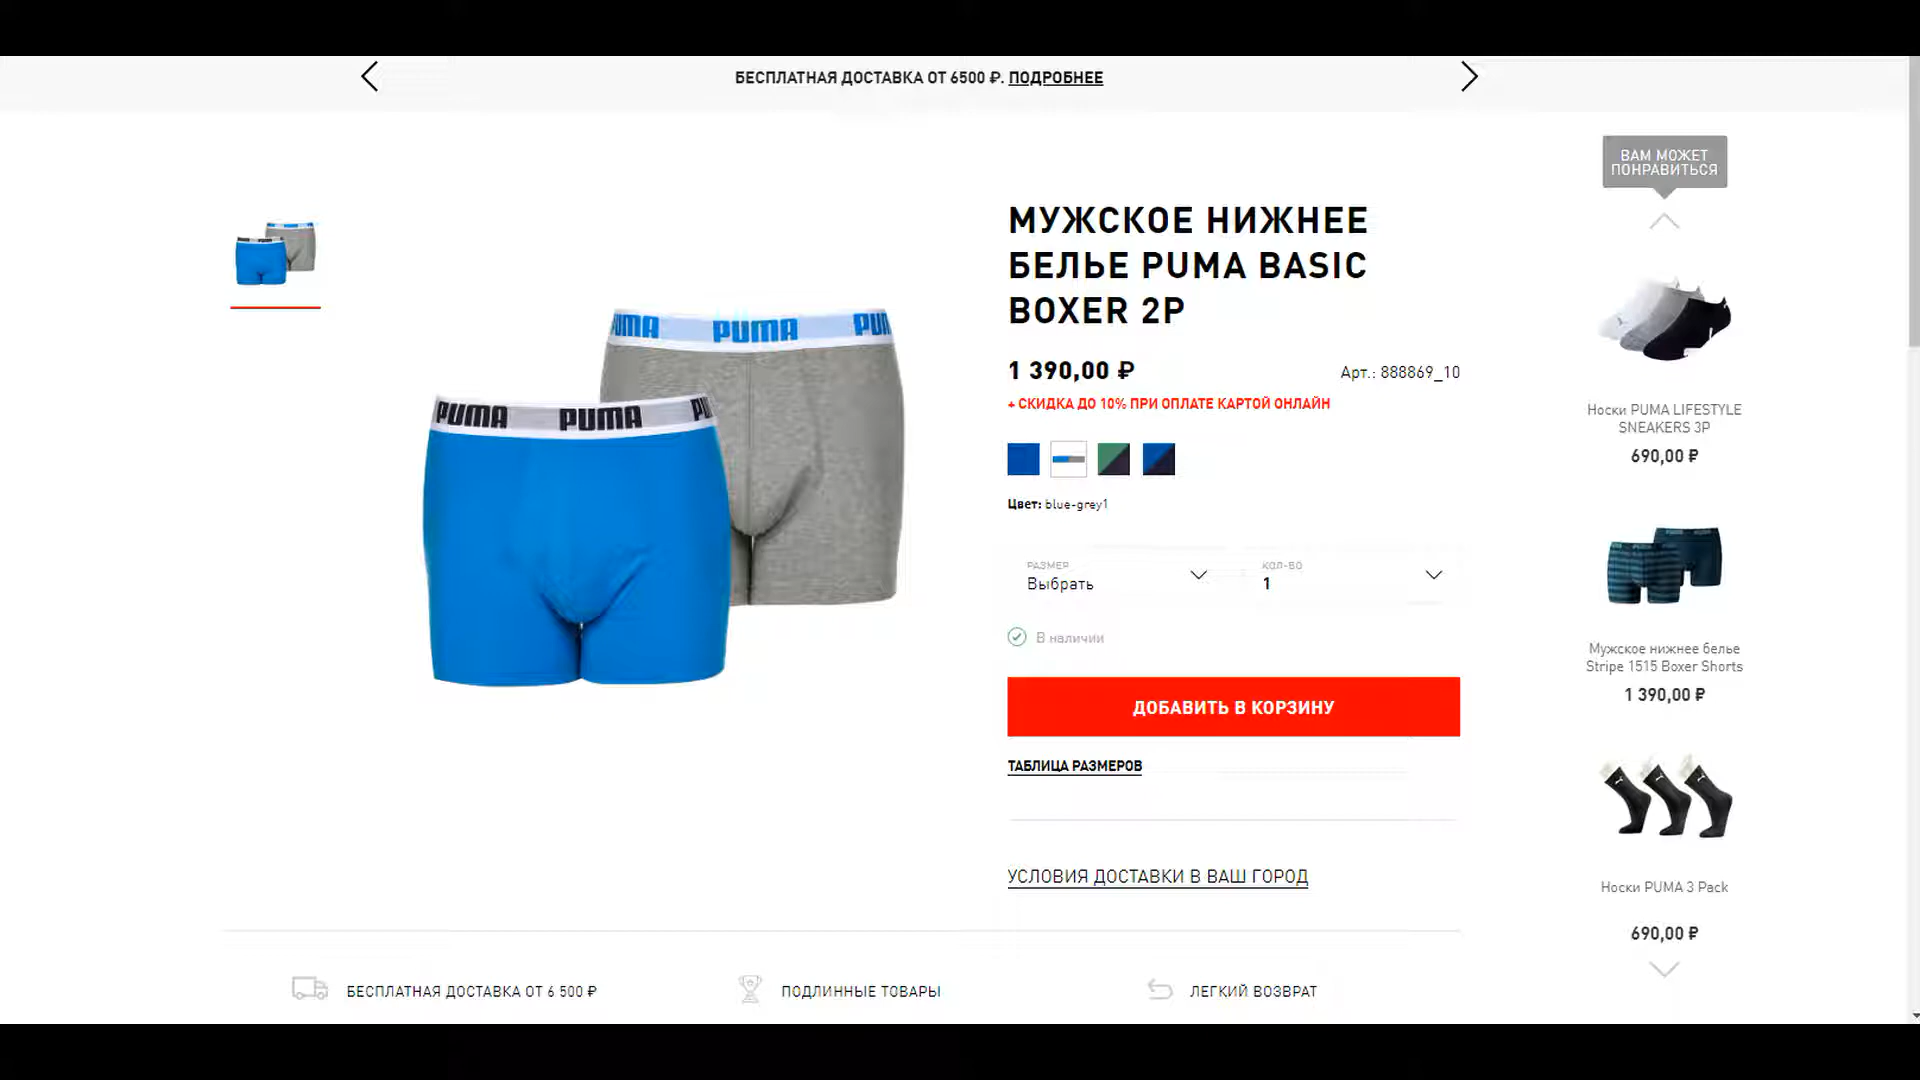 БЕСПЛАТНАЯ ДОСТАВКА ОТ 6500 ₽. ПОДРОБНЕЕ
ВАМ МОЖЕТ
ПОНРАВИТЬСЯ
МУЖСКОЕ НИЖНЕЕ
БЕЛЬЕ PUMA BASIC
BOXER 2P
1 390,00 ₽
Арт.: 888869_10
+ СКИДКА ДО 10% ПРИ ОПЛАТЕ КАРТОЙ ОНЛАЙН
Цвет: blue-grey1
РАЗМЕР
Выбрать
КОЛ-ВО
1
В наличии
ДОБАВИТЬ В КОРЗИНУ
ТАБЛИЦА РАЗМЕРОВ
УСЛОВИЯ ДОСТАВКИ В ВАШ ГОРОД
PUMA PUMA PUM
PUMA PUMA PU
Носки PUMA LIFESTYLE
SNEAKERS 3P
690,00 ₽
Мужское нижнее белье
Stripe 1515 Boxer Shorts
1 390,00 ₽
Носки PUMA 3 Pack
690,00 ₽
БЕСПЛАТНАЯ ДОСТАВКА ОТ 6 500 ₽
ПОДЛИННЫЕ ТОВАРЫ
ЛЕГКИЙ ВОЗВРАТ